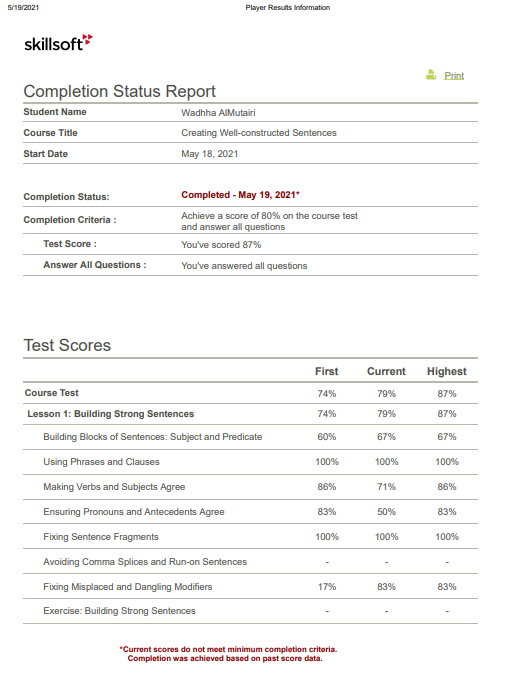 5/19/2021 Player Results Information
skillsoft
Print
Completion Status Report
Student Name Wadhha AlMutairi
Course Title Creating Well-constructed Sentences
Start Date May 18, 2021
Completion Status: Completed - May 19, 2021*
Completion Criteria : Achieve a score of 80% on the course test
and answer all questions
Test Score : You've scored 87%
Answer All Questions : You've answered all questions
Test Scores
First Current Highest
Course Test 74% 79% 87%
Lesson 1: Building Strong Sentences 74% 79% 87%
Building Blocks of Sentences: Subject and Predicate 60% 67% 67%
Using Phrases and Clauses 100% 100% 100%
Making Verbs and Subjects Agree 86% 71% 86%
Ensuring Pronouns and Antecedents Agree 83% 50% 83%
Fixing Sentence Fragments 100% 100% 100%
Avoiding Comma Splices and Run-on Sentences - - -
Fixing Misplaced and Dangling Modifiers 17% 83% 83%
Exercise: Building Strong Sentences - - -
*Current scores do not meet minimum completion criteria.
Completion was achieved based on past score data.